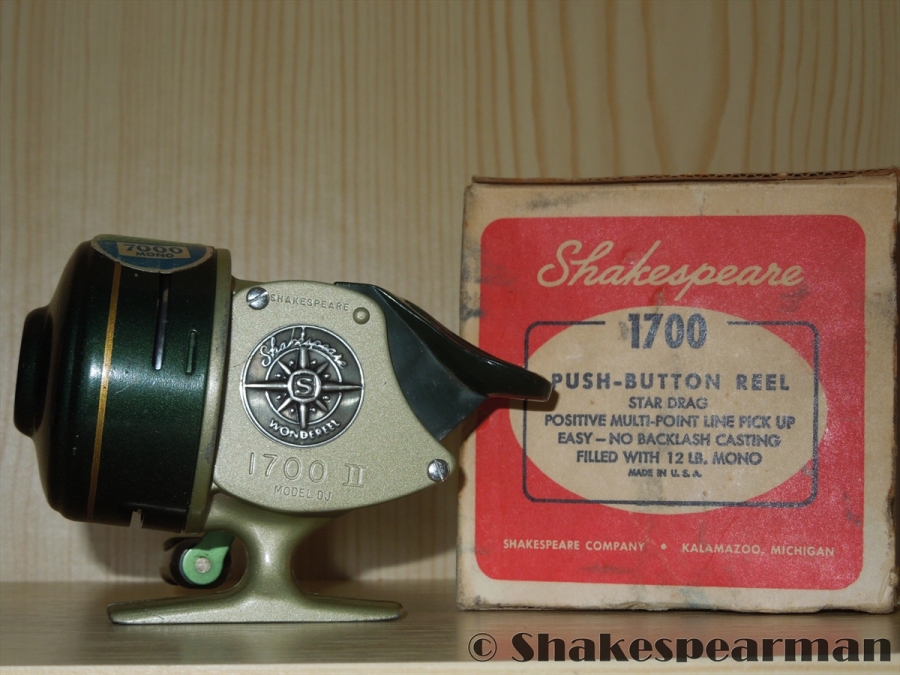 7000
MONO
SHAKESPEARE
Shakespeare
S
WONDEREEL
1700 II
MODEL DJ
Shakespeare
1700
PUSH-BUTTON REEL
STAR DRAG
POSITIVE MULTI-POINT LINE PICK UP
EASY – NO BACKLASH CASTING
FILLED WITH 12 LB. MONO
MADE IN U.S.A.
SHAKESPEARE COMPANY • KALAMAZOO, MICHIGAN
© Shakespearman